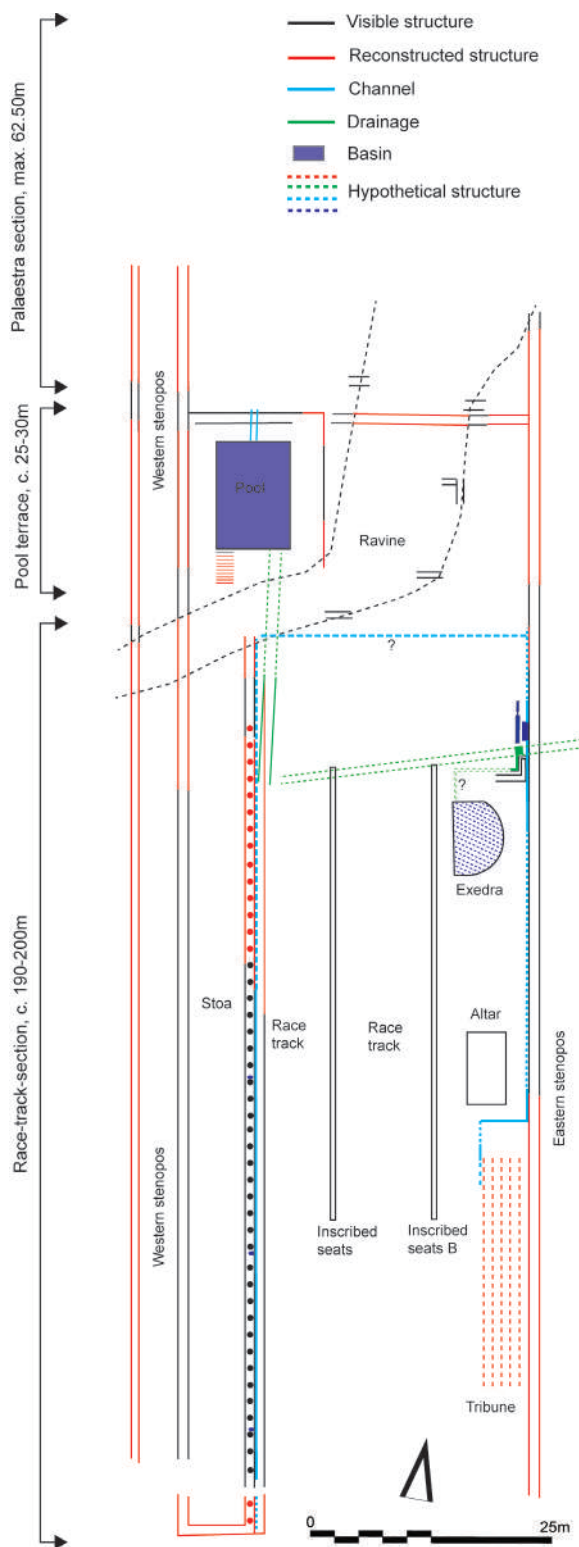 Visible structure
Reconstructed structure
Channel
Drainage
Basin
Hypothetical structure
Palaestra section, max. 62.50m
Pool terrace, c. 25-30m
Race-track-section, c. 190-200m
Western stenopos
Pool
Ravine
?
?
Exedra
Stoa
Race
track
Race
track
Altar
Eastern stenopos
Western stenopos
Inscribed
seats
Inscribed
seats B
Tribune
0
25m